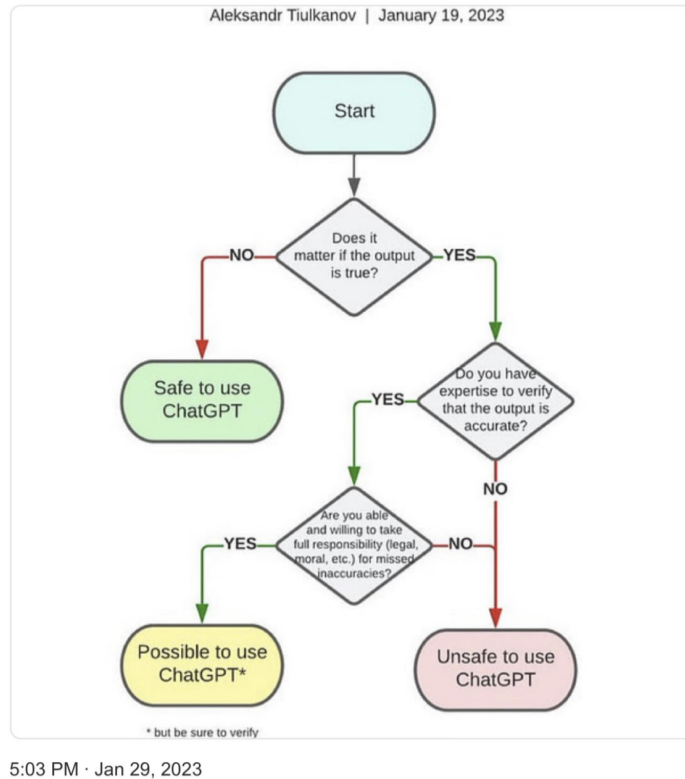 Aleksandr Tiulkanov | January 19, 2023
Start
Does it
matter if the output
is true?
NO
YES
Safe to use
ChatGPT
Do you have
expertise to verify
that the output is
accurate?
YES
NO
Are you able
and willing to take
full responsibility (legal,
moral, etc.) for missed
inaccuracies?
YES
NO
Possible to use
ChatGPT*
Unsafe to use
ChatGPT
* but be sure to verify
5:03 PM · Jan 29, 2023